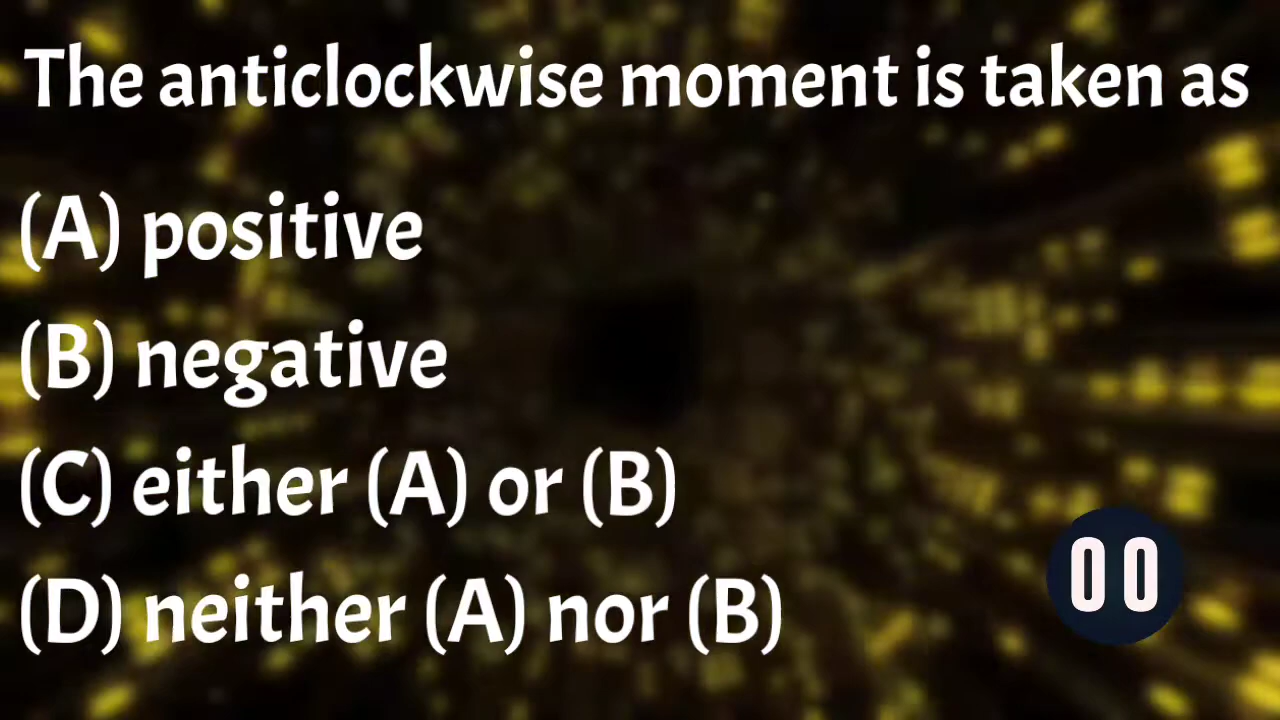 The anticlockwise moment is taken as
(A) positive
(B) negative
(C) either (A) or (B)
(D) neither (A) nor (B)
00